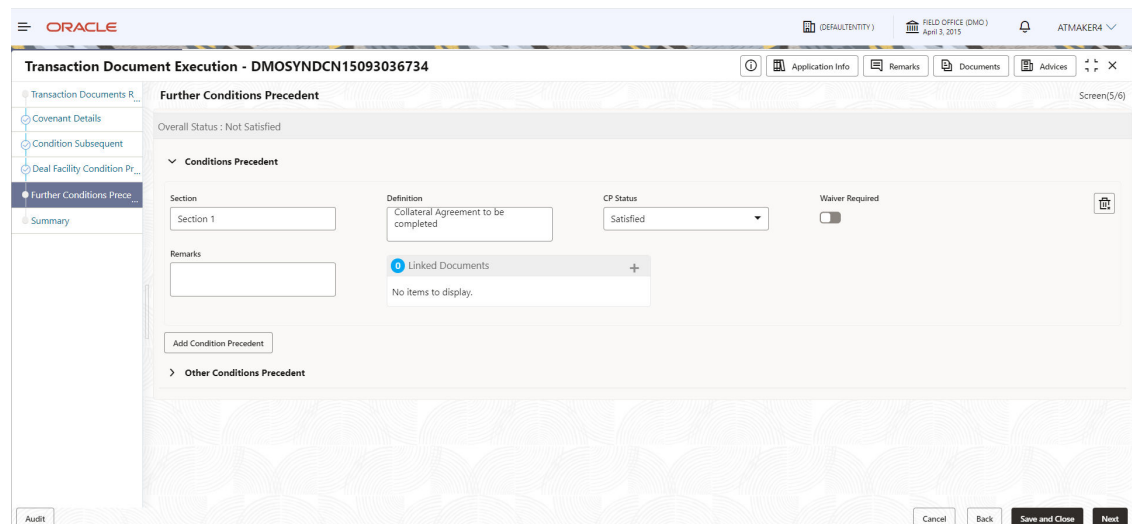 ORACLE
(DEFAULTENTITY )
FIELD OFFICE (DMO )
April 3, 2015
ATMAKER4
Transaction Document Execution - DMOSYNDCN15093036734
Application Info
Remarks
Documents
Advices
Transaction Documents R...
Covenant Details
Condition Subsequent
Deal Facility Condition Pr...
Further Conditions Prece...
Summary
Further Conditions Precedent
Screen(5/6)
Overall Status : Not Satisfied
Conditions Precedent
Section
Definition
CP Status
Waiver Required
Section 1
Collateral Agreement to be
completed
Satisfied
Remarks
0 Linked Documents
No items to display.
Add Condition Precedent
Other Conditions Precedent
Audit
Cancel
Back
Save and Close
Next